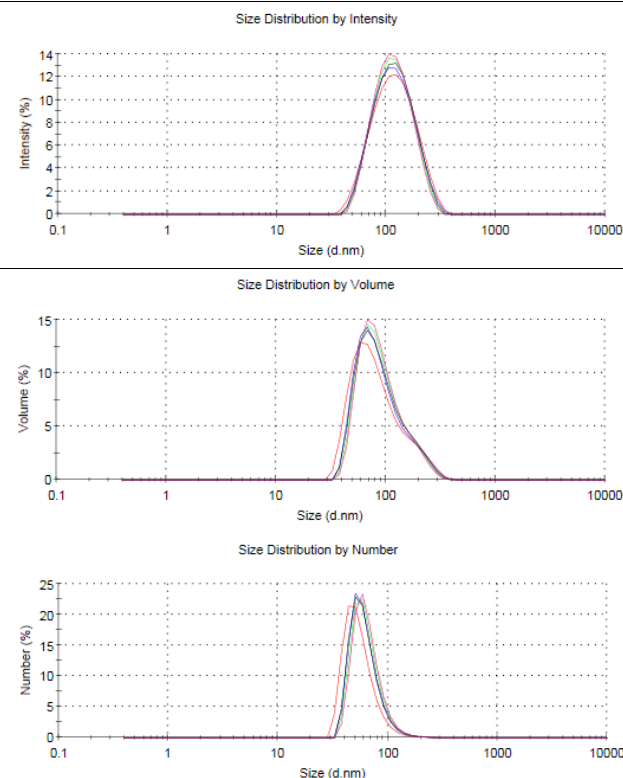 Size Distribution by Intensity
14
12
10
8
6
4
2
0
Intensity (%)
0.1 1 10 100 1000 10000
Size (d.nm)
Size Distribution by Volume
15
10
5
0
Volume (%)
0.1 1 10 100 1000 10000
Size (d.nm)
Size Distribution by Number
25
20
15
10
5
0
Number (%)
0.1 1 10 100 1000 10000
Size (d.nm)